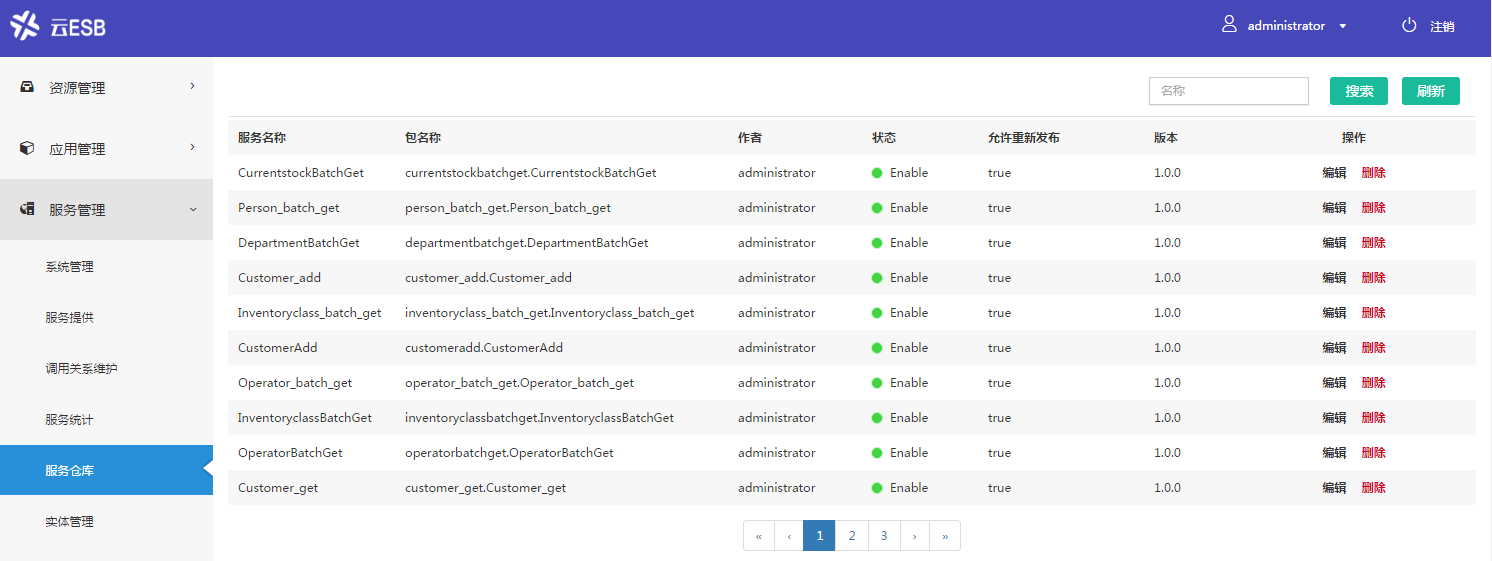 云ESB
administrator
注销
资源管理
应用管理
服务管理
系统管理
服务提供
调用关系维护
服务统计
服务仓库
实体管理
名称
搜索 刷新
服务名称 包名称 作者 状态 允许重新发布 版本 操作
CurrentstockBatchGet currentstockbatchget.CurrentstockBatchGet administrator Enable true 1.0.0 编辑 删除
Person_batch_get person_batch_get.Person_batch_get administrator Enable true 1.0.0 编辑 删除
DepartmentBatchGet departmentbatchget.DepartmentBatchGet administrator Enable true 1.0.0 编辑 删除
Customer_add customer_add.Customer_add administrator Enable true 1.0.0 编辑 删除
Inventoryclass_batch_get inventoryclass_batch_get.Inventoryclass_batch_get administrator Enable true 1.0.0 编辑 删除
CustomerAdd customeradd.CustomerAdd administrator Enable true 1.0.0 编辑 删除
Operator_batch_get operator_batch_get.Operator_batch_get administrator Enable true 1.0.0 编辑 删除
InventoryclassBatchGet inventoryclassbatchget.InventoryclassBatchGet administrator Enable true 1.0.0 编辑 删除
OperatorBatchGet operatorbatchget.OperatorBatchGet administrator Enable true 1.0.0 编辑 删除
Customer_get customer_get.Customer_get administrator Enable true 1.0.0 编辑 删除
« ‹ 1 2 3 › »